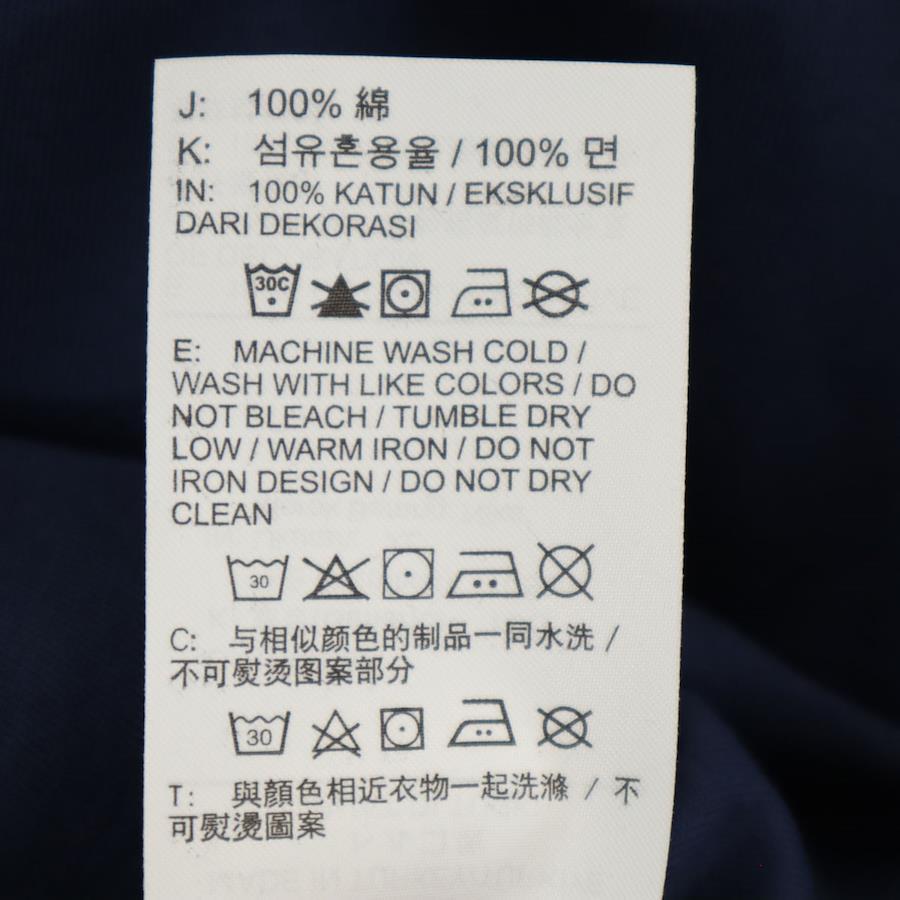 J: 100% 綿
K: 섬유혼용율 / 100% 면
IN: 100% KATUN / EKSKLUSIF
DARI DEKORASI
30C
E: MACHINE WASH COLD /
WASH WITH LIKE COLORS / DO
NOT BLEACH / TUMBLE DRY
LOW / WARM IRON / DO NOT
IRON DESIGN / DO NOT DRY
CLEAN
30
C: 与相似颜色的制品一同水洗 /
不可熨烫图案部分
30
T: 與顏色相近衣物一起洗滌 / 不
可熨燙圖案